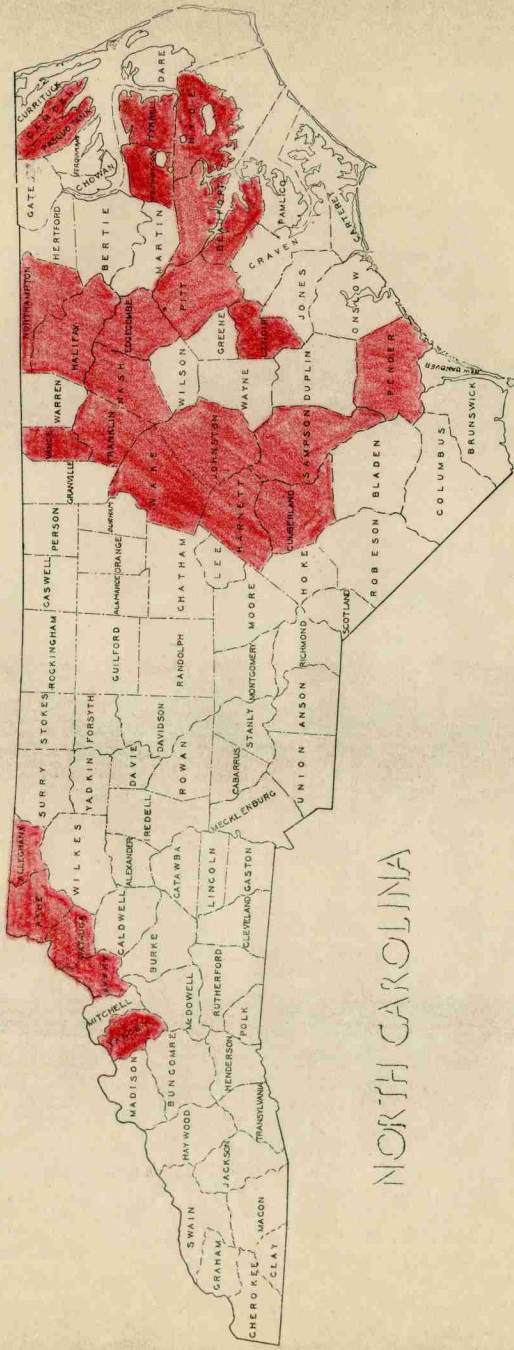 CHEROKEE
GRAHAM
CLAY
MACON
SWAIN
JACKSON
HAYWOOD
TRANSYLVANIA
MADISON
BUNCOMBE
HENDERSON
YANCEY
MITCHELL
McDOWELL
POLK
RUTHERFORD
AVERY
BURKE
CLEVELAND
WATAUGA
CALDWELL
ASHE
WILKES
ALEXANDER
CATAWBA
LINCOLN
GASTON
ALLEGHANY
SURRY
YADKIN
IREDELL
DAVIE
ROWAN
MECKLENBURG
CABARRUS
UNION
STOKES
FORSYTH
DAVIDSON
STANLY
ANSON
ROCKINGHAM
GUILFORD
RANDOLPH
MONTGOMERY
RICHMOND
CASWELL
ALAMANCE
CHATHAM
MOORE
SCOTLAND
HOKE
PERSON
ORANGE
DURHAM
LEE
GRANVILLE
WAKE
HARNETT
CUMBERLAND
ROBESON
VANCE
FRANKLIN
JOHNSTON
SAMPSON
BLADEN
COLUMBUS
WARREN
NASH
WILSON
WAYNE
DUPLIN
PENDER
BRUNSWICK
NEW HANOVER
NORTHAMPTON
HALIFAX
EDGECOMBE
PITT
GREENE
LENOIR
JONES
ONSLOW
HERTFORD
BERTIE
MARTIN
BEAUFORT
CRAVEN
PAMLICO
CARTERET
GATE
CHOWAN
PERQUIMAN
PASQUOTANK
CAMDEN
CURRITUCK
TYRRELL
DARE
HYDE
NORTH CAROLINA